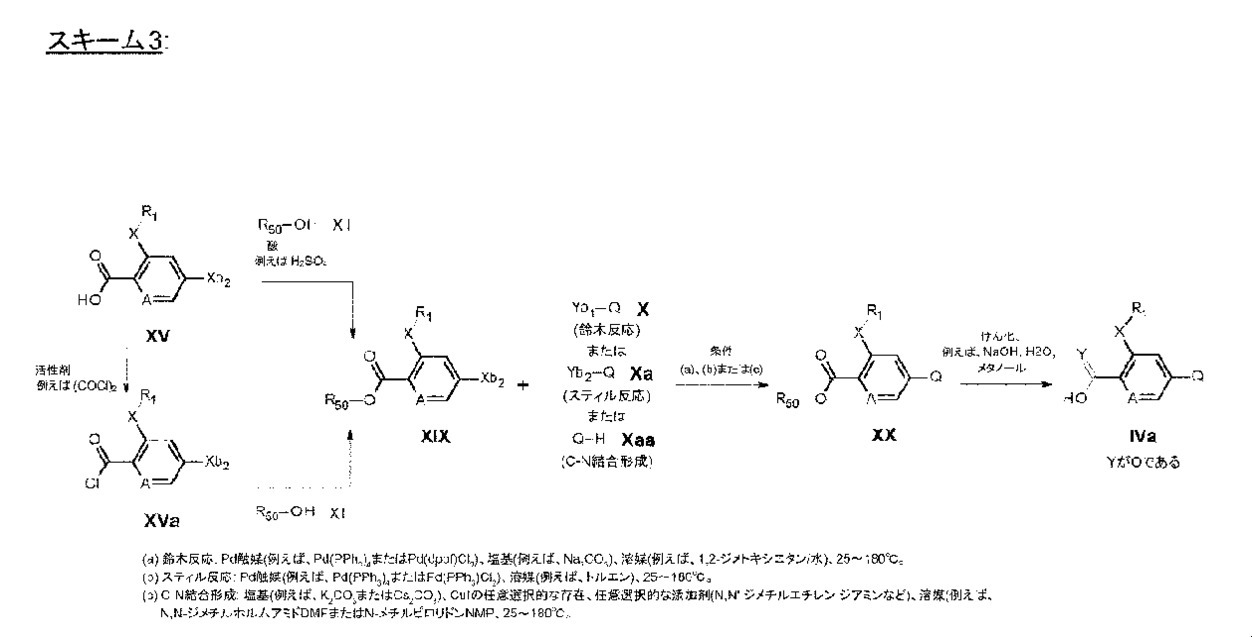 スキーム3:
R1
X
O
HO
A
Xb2
XV
R50-OH XI
酸
例えば H2SO4
活性剤
例えば (COCl)2
R1
X
O
Cl
A
Xb2
XVa
R50-OH XI
R1
X
O
R50
O
A
Xb2
XIX
+
Yb1-Q X
(鈴木反応)
または
Yb2-Q Xa
(スティル反応)
または
Q-H Xaa
(C-N結合形成)
条件
(a)、(b)または(c)
R1
X
O
R50
O
A
Q
XX
けん化、
例えば、NaOH, H2O,
メタノール
R1
X
Y
HO
A
Q
IVa
YがOである
(a) 鈴木反応: Pd触媒(例えば、Pd(PPh3)4またはPd(dppf)Cl2)、塩基(例えば、Na2CO3)、溶媒(例えば、1,2-ジメトキシエタン/水)、25~180℃。
(b) スティル反応: Pd触媒(例えば、Pd(PPh3)4またはPd(PPh3)Cl2)、溶媒(例えば、トルエン)、25~180℃。
(b) C-N結合形成: 塩基(例えば、K2CO3またはCs2CO3)、CuIの任意選択的な存在、任意選択的な添加剤(N,N'-ジメチルエチレン ジアミンなど)、溶媒(例えば、
N,N-ジメチルホルムアミドDMFまたはN-メチルピロリドンNMP、25~180℃。